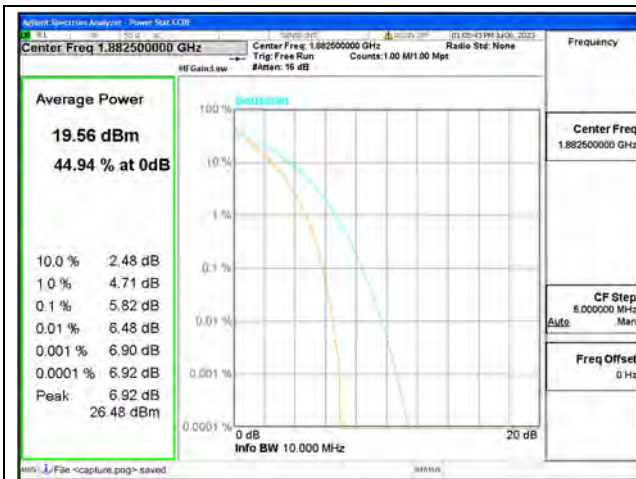 Agilent Spectrum Analyzer - Power Stat CCDF
Center Freq 1.882500000 GHz
Center Freq: 1.882500000 GHz
Radio Std: None
Trig: Free Run
Counts:1.00 M/1.00 Mpt
#IFGain:Low
#Atten: 16 dB
Frequency
Average Power
19.56 dBm
44.94 % at 0dB
10.0 % 2.48 dB
1.0 % 4.71 dB
0.1 % 5.82 dB
0.01 % 6.48 dB
0.001 % 6.90 dB
0.0001 % 6.92 dB
Peak 6.92 dB
26.48 dBm
Gaussian
100 %
10 %
1 %
0.1 %
0.01 %
0.001 %
0.0001 %
0 dB
20 dB
Info BW 10.000 MHz
Center Freq
1.882500000 GHz
CF Step
5.000000 MHz
Auto Man
Freq Offset
0 Hz
MSG
File <capture.png> saved
STATUS